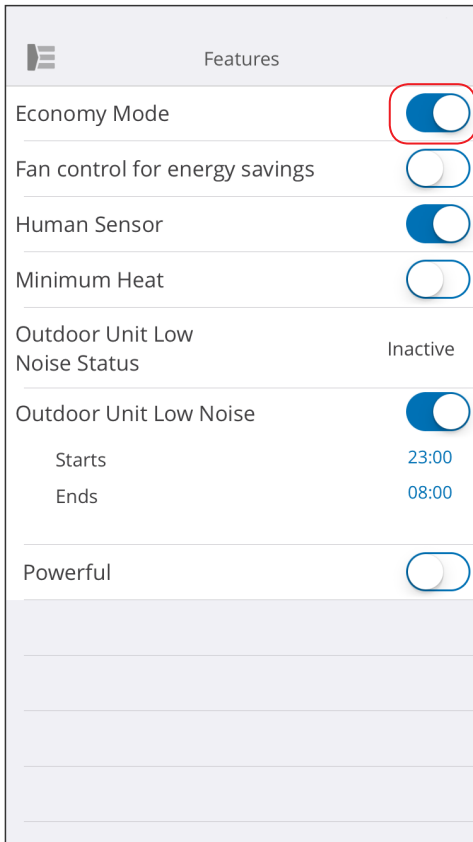 Features
Economy Mode
Fan control for energy savings
Human Sensor
Minimum Heat
Outdoor Unit Low
Noise Status
Inactive
Outdoor Unit Low Noise
Starts 23:00
Ends 08:00
Powerful